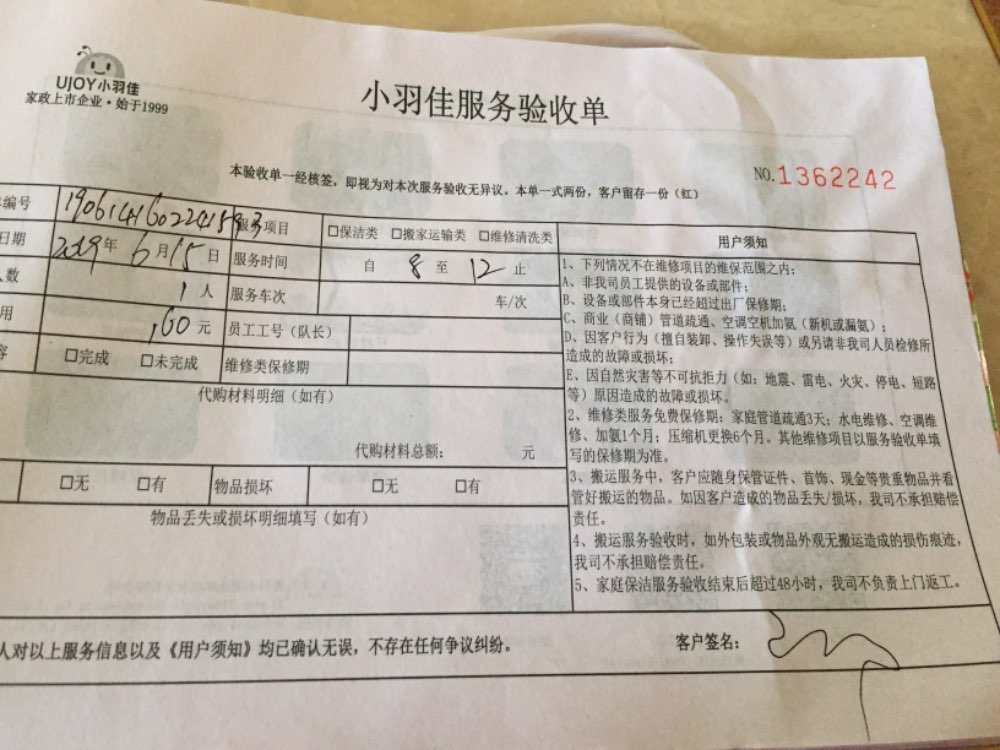 UJOY小羽佳
家政上市企业·始于1999
小羽佳服务验收单
本验收单一经核签，即视为对本次服务验收无异议。本单一式两份，客户留存一份（红）
NO.1362242
编号 服务项目 □保洁类 □搬家运输类 □维修清洗类
日期 2019年6月15日 服务时间 自 8 至 12 止
人数 1 人 服务车次 车/次
用 160 元 员工工号（队长）
容 □完成 □未完成 维修类保修期
代购材料明细（如有）
代购材料总额： 元
□无 □有 物品损坏 □无 □有
物品丢失或损坏明细填写（如有）
用户须知
1、下列情况不在维修项目的维保范围之内：
A、非我司员工提供的设备或部件；
B、设备或部件本身已经超过出厂保修期；
C、商业（商铺）管道疏通、空调空机加氨（新机或漏氨）；
D、因客户行为（擅自装卸、操作失误等）或另请非我司人员检修所
造成的故障或损坏；
E、因自然灾害等不可抗拒力（如：地震、雷电、火灾、停电、短路
等）原因造成的故障或损坏。
2、维修类服务免费保修期：家庭管道疏通3天；水电维修、空调维
修、加氨1个月；压缩机更换6个月。其他维修项目以服务验收单填
写的保修期为准。
3、搬运服务中，客户应随身保管证件、首饰、现金等贵重物品并看
管好搬运的物品。如因客户造成的物品丢失/损坏，我司不承担赔偿
责任。
4、搬运服务验收时，如外包装或物品外观无搬运造成的损伤痕迹，
我司不承担赔偿责任。
5、家庭保洁服务验收结束后超过48小时，我司不负责上门返工。
人对以上服务信息以及《用户须知》均已确认无误，不存在任何争议纠纷。
客户签名：